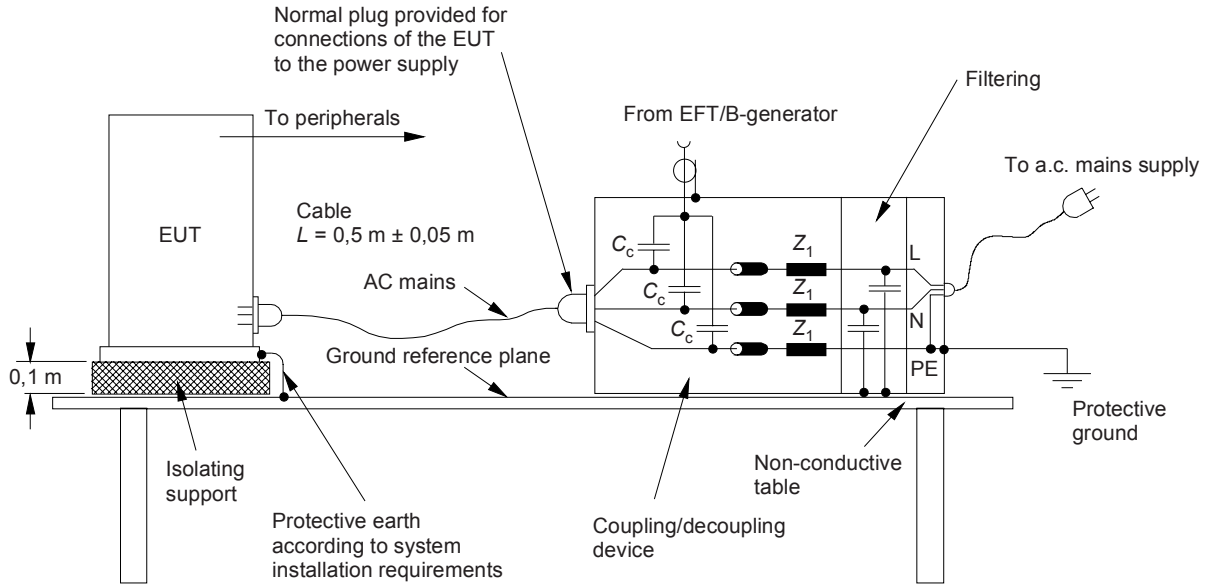 Normal plug provided for
connections of the EUT
to the power supply
Filtering
From EFT/B-generator
To peripherals
To a.c. mains supply
EUT
Cable
L = 0,5 m ± 0,05 m
AC mains
Cc
Cc
Cc
Z1
Z1
Z1
L
N
PE
Ground reference plane
0,1 m
Protective
ground
Isolating
support
Non-conductive
table
Protective earth
according to system
installation requirements
Coupling/decoupling
device